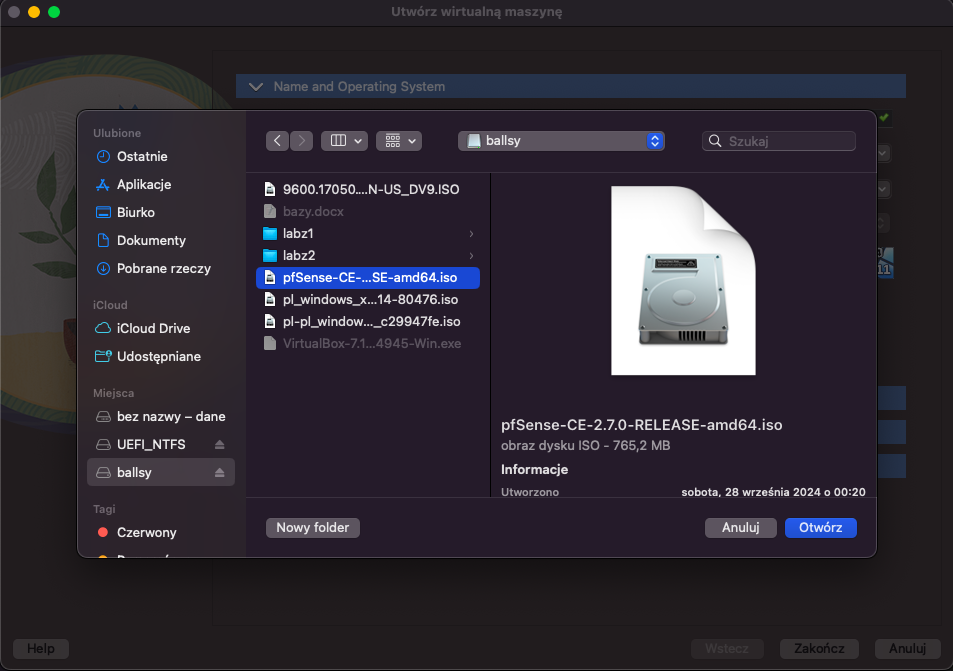 Utwórz wirtualną maszynę
Name and Operating System
Ulubione
Ostatnie
Aplikacje
Biurko
Dokumenty
Pobrane rzeczy
iCloud
iCloud Drive
Udostępniane
Miejsca
bez nazwy – dane
UEFI_NTFS
ballsy
Tagi
Czerwony
ballsy
Szukaj
9600.17050....N-US_DV9.ISO
bazy.docx
labz1
labz2
pfSense-CE-...SE-amd64.iso
pl_windows_x...14-80476.iso
pl-pl_window..._c29947fe.iso
VirtualBox-7.1...4945-Win.exe
pfSense-CE-2.7.0-RELEASE-amd64.iso
obraz dysku ISO - 765,2 MB
Informacje
Utworzono sobota, 28 września 2024 o 00:20
Nowy folder
Anuluj
Otwórz
Help
Wstecz
Zakończ
Anuluj